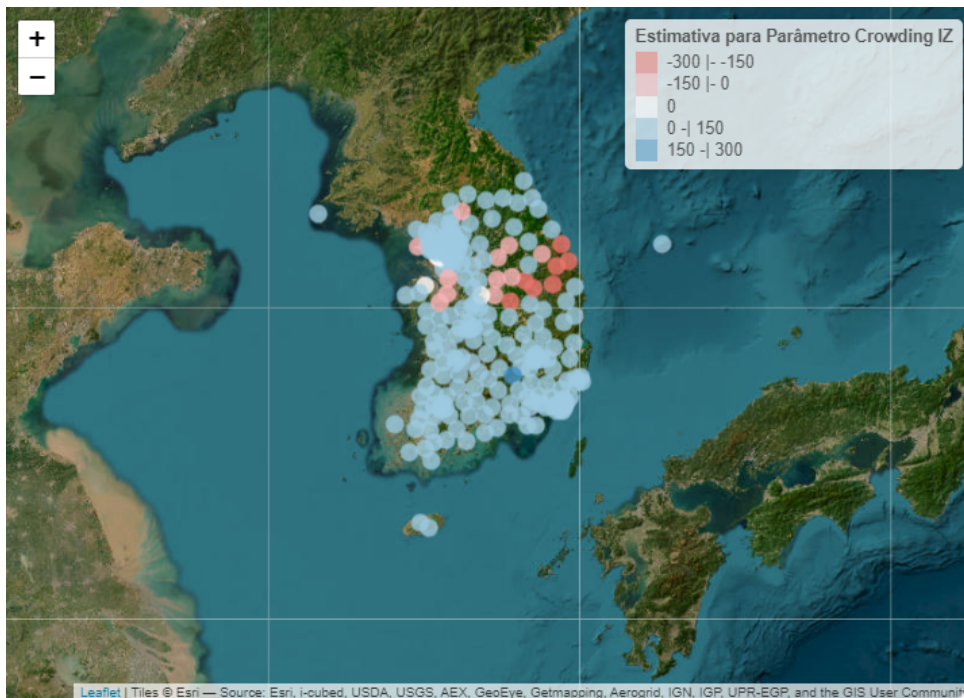 +
−
Estimativa para Parâmetro Crowding IZ
-300 |- -150
-150 |- 0
0
0 -| 150
150 -| 300
Leaflet | Tiles © Esri — Source: Esri, i-cubed, USDA, USGS, AEX, GeoEye, Getmapping, Aerogrid, IGN, IGP, UPR-EGP, and the GIS User